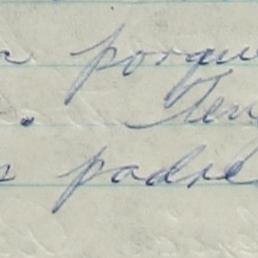 porque
. Ten
padre